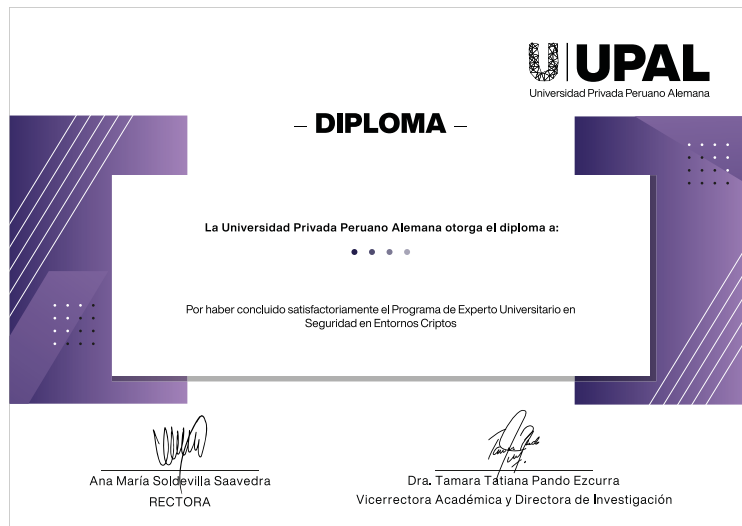 UPAL
Universidad Privada Peruano Alemana
– DIPLOMA –
La Universidad Privada Peruano Alemana otorga el diploma a:
Por haber concluido satisfactoriamente el Programa de Experto Universitario en
Seguridad en Entornos Criptos
Ana María Soldevilla Saavedra
RECTORA
Dra. Tamara Tatiana Pando Ezcurra
Vicerrectora Académica y Directora de Investigación